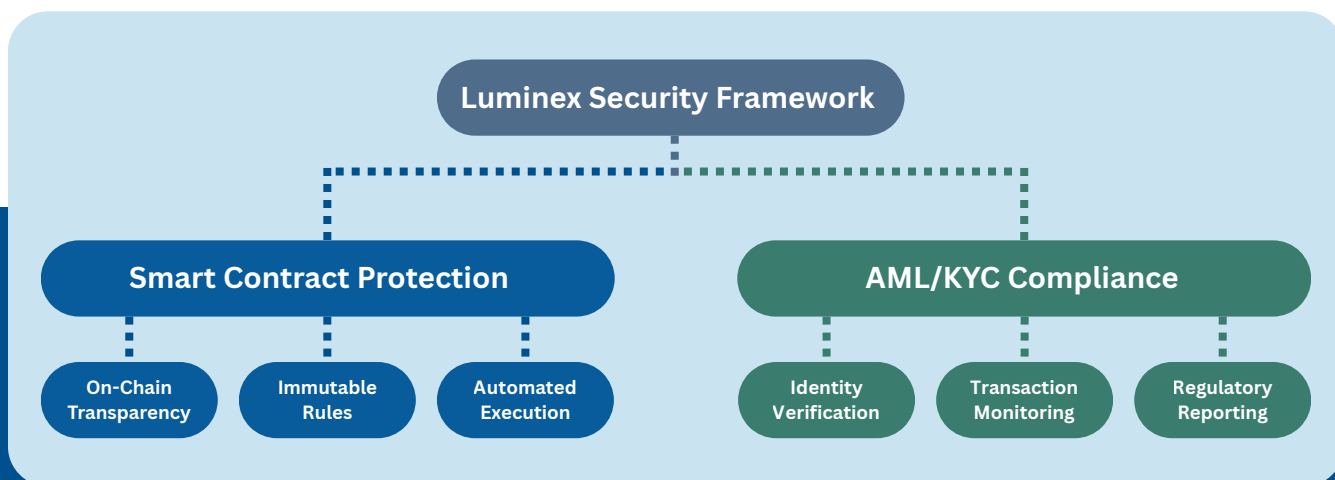 Luminex Security Framework
Smart Contract Protection
AML/KYC Compliance
On-Chain
Transparency
Immutable
Rules
Automated
Execution
Identity
Verification
Transaction
Monitoring
Regulatory
Reporting